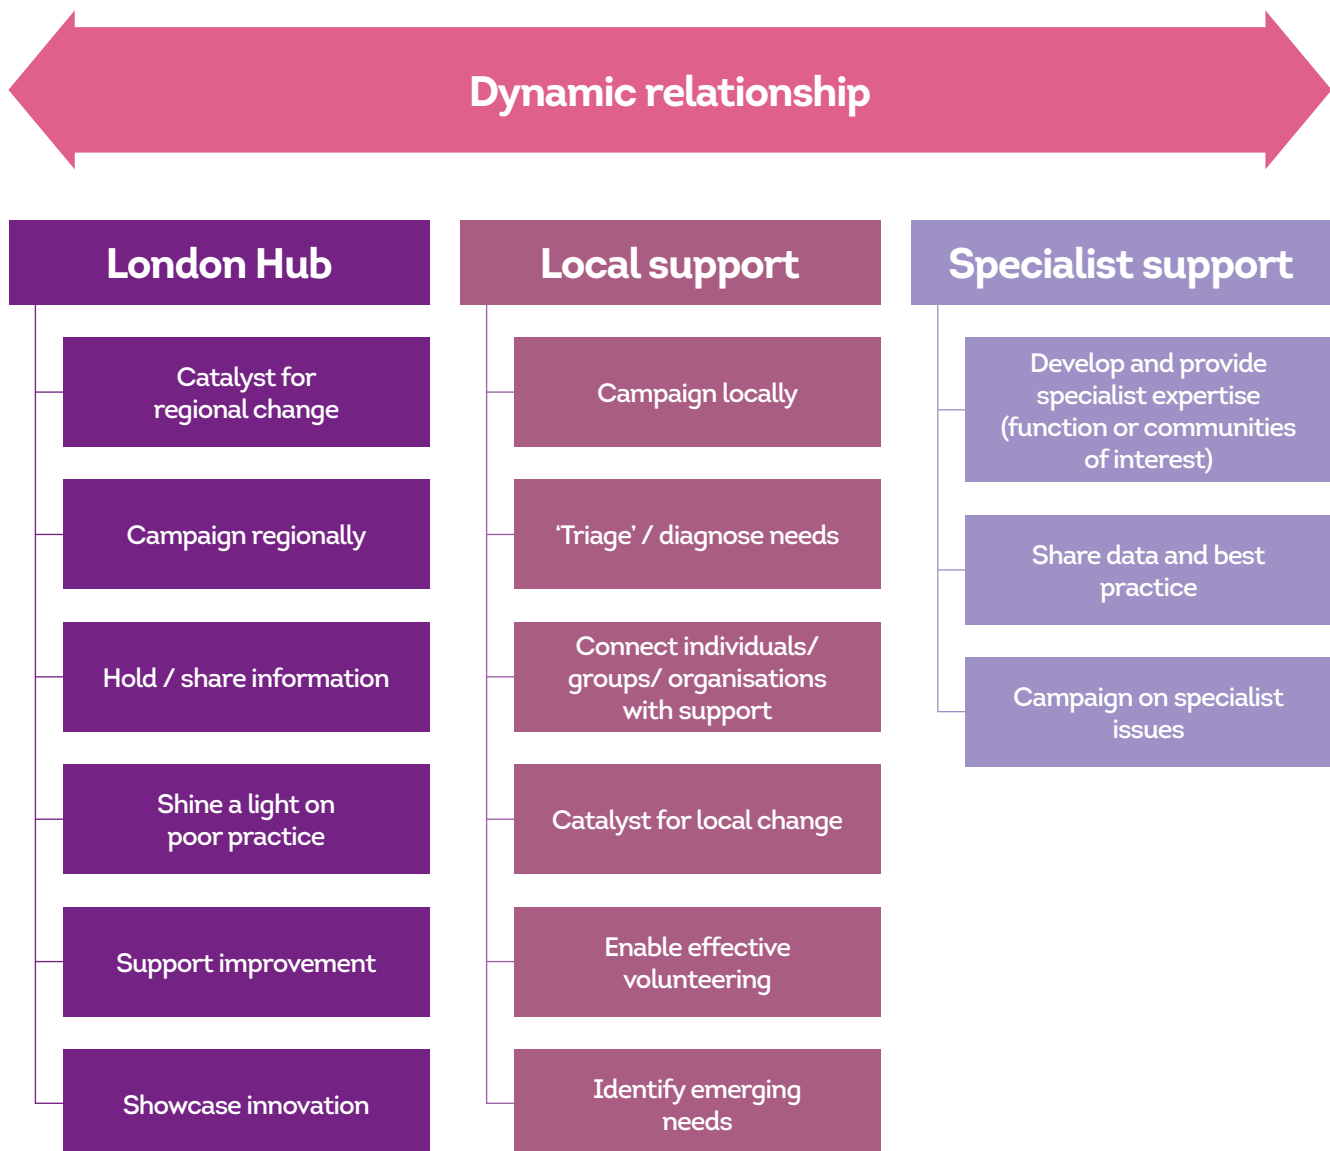 Dynamic relationship
London Hub
Catalyst for
regional change
Campaign regionally
Hold / share information
Shine a light on
poor practice
Support improvement
Showcase innovation
Local support
Campaign locally
‘Triage’ / diagnose needs
Connect individuals/
groups/ organisations
with support
Catalyst for local change
Enable effective
volunteering
Identify emerging
needs
Specialist support
Develop and provide
specialist expertise
(function or communities
of interest)
Share data and best
practice
Campaign on specialist
issues